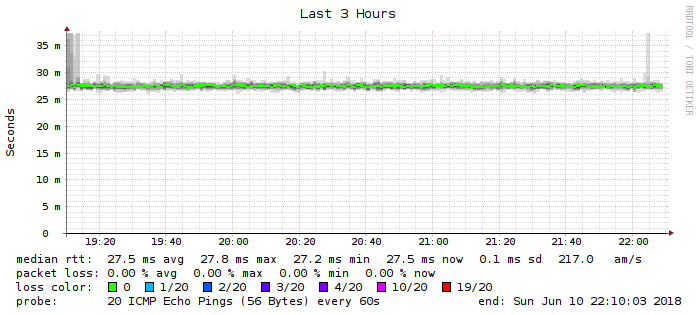 Last 3 Hours
RRDTOOL / TOBI OETIKER
Seconds
35 m
30 m
25 m
20 m
15 m
10 m
5 m
0
19:20 19:40 20:00 20:20 20:40 21:00 21:20 21:40 22:00
median rtt: 27.5 ms avg 27.8 ms max 27.2 ms min 27.5 ms now 0.1 ms sd 217.0 am/s
packet loss: 0.00 % avg 0.00 % max 0.00 % min 0.00 % now
loss color: 0 1/20 2/20 3/20 4/20 10/20 19/20
probe: 20 ICMP Echo Pings (56 Bytes) every 60s end: Sun Jun 10 22:10:03 2018